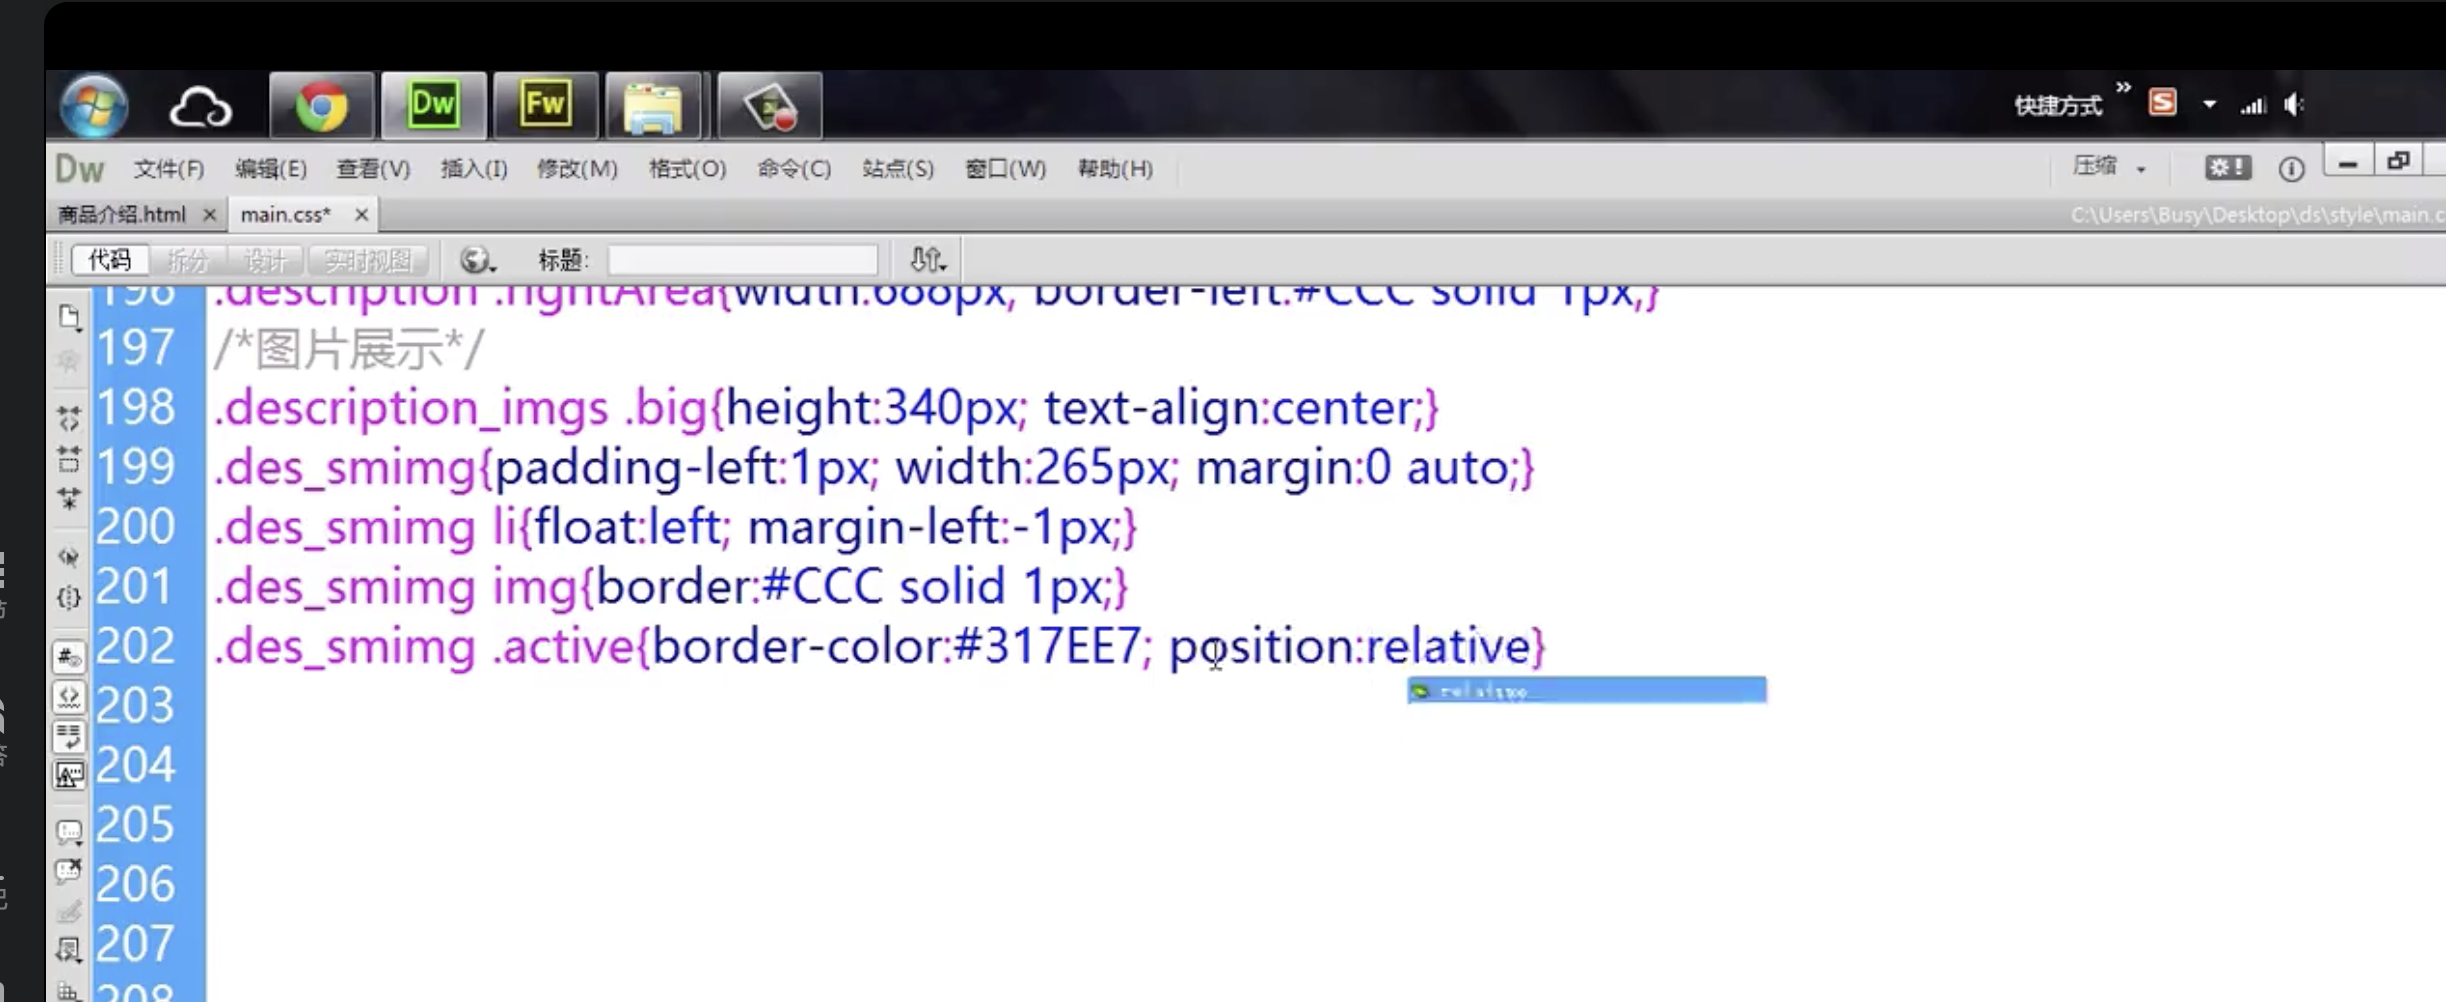 Dw
Fw
快捷方式
Dw 文件(F) 编辑(E) 查看(V) 插入(I) 修改(M) 格式(O) 命令(C) 站点(S) 窗口(W) 帮助(H) 压缩
商品介绍.html main.css* C:\Users\Busy\Desktop\ds\style\main.c
代码 拆分 设计 实时视图 标题:
196 .description .rightArea{width:688px; border-left:#CCC solid 1px;}
197 /*图片展示*/
198 .description_imgs .big{height:340px; text-align:center;}
199 .des_smimg{padding-left:1px; width:265px; margin:0 auto;}
200 .des_smimg li{float:left; margin-left:-1px;}
201 .des_smimg img{border:#CCC solid 1px;}
202 .des_smimg .active{border-color:#317EE7; position:relative}
203
204
205
206
207
208